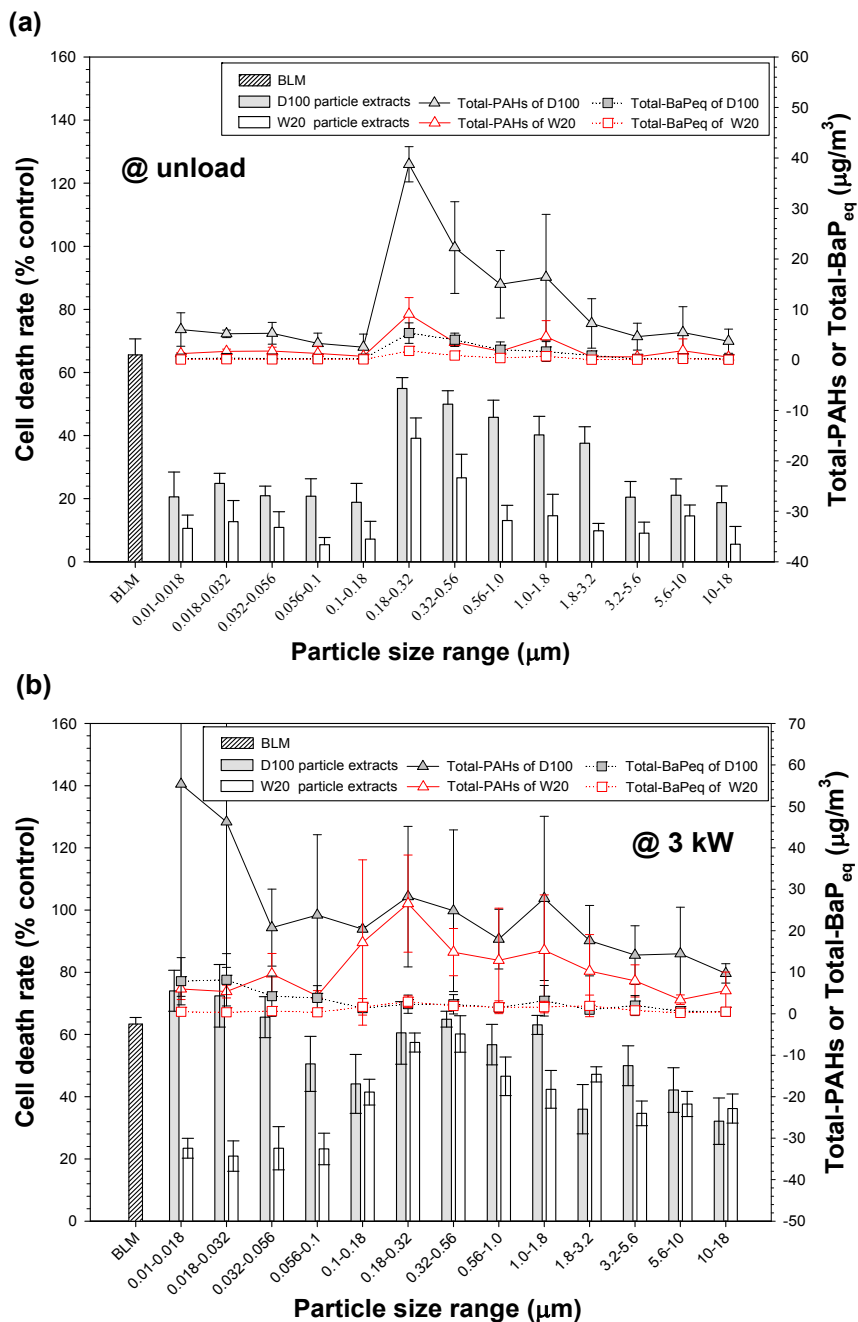 (a)
160
140
120
100
80
60
40
20
0
Cell death rate (% control)
BLM
D100 particle extracts
W20 particle extracts
Total-PAHs of D100
Total-PAHs of W20
Total-BaPeq of D100
Total-BaPeq of W20
@ unload
60
50
40
30
20
10
0
-10
-20
-30
-40
Total-PAHs or Total-BaPeq (μg/m³)
BLM
0.01-0.018
0.018-0.032
0.032-0.056
0.056-0.1
0.1-0.18
0.18-0.32
0.32-0.56
0.56-1.0
1.0-1.8
1.8-3.2
3.2-5.6
5.6-10
10-18
Particle size range (μm)
(b)
160
140
120
100
80
60
40
20
0
Cell death rate (% control)
BLM
D100 particle extracts
W20 particle extracts
Total-PAHs of D100
Total-PAHs of W20
Total-BaPeq of D100
Total-BaPeq of W20
@ 3 kW
70
60
50
40
30
20
10
0
-10
-20
-30
-40
-50
Total-PAHs or Total-BaPeq (μg/m³)
BLM
0.01-0.018
0.018-0.032
0.032-0.056
0.056-0.1
0.1-0.18
0.18-0.32
0.32-0.56
0.56-1.0
1.0-1.8
1.8-3.2
3.2-5.6
5.6-10
10-18
Particle size range (μm)